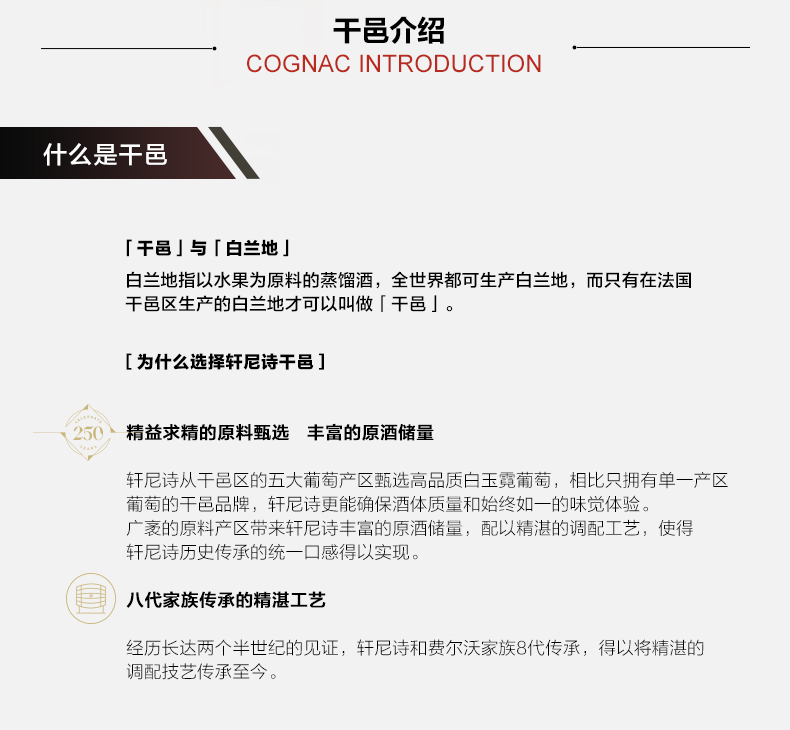 干邑介绍
COGNAC INTRODUCTION
什么是干邑
「干邑」与「白兰地」
白兰地指以水果为原料的蒸馏酒，全世界都可生产白兰地，而只有在法国
干邑区生产的白兰地才可以叫做「干邑」。
[ 为什么选择轩尼诗干邑 ]
250
精益求精的原料甄选　丰富的原酒储量
轩尼诗从干邑区的五大葡萄产区甄选高品质白玉霓葡萄，相比只拥有单一产区
葡萄的干邑品牌，轩尼诗更能确保酒体质量和始终如一的味觉体验。
广袤的原料产区带来轩尼诗丰富的原酒储量，配以精湛的调配工艺，使得
轩尼诗历史传承的统一口感得以实现。
八代家族传承的精湛工艺
经历长达两个半世纪的见证，轩尼诗和费尔沃家族8代传承，得以将精湛的
调配技艺传承至今。